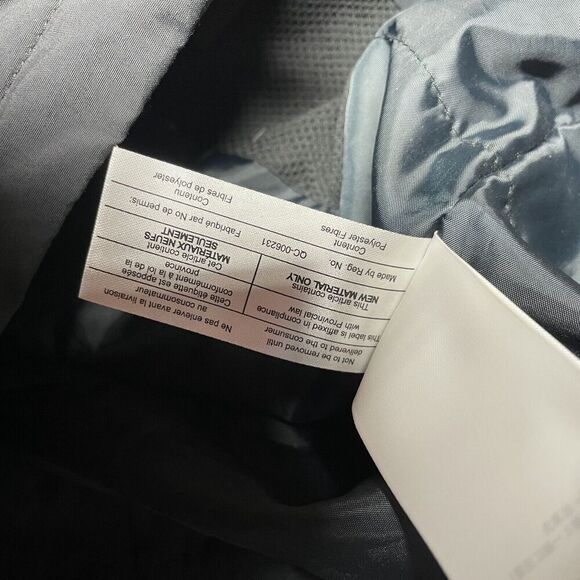 Not to be removed until
delivered to the consumer
Ne pas enlever avant la livraison
au consommateur
This label is affixed in compliance
with Provincial law
Cette étiquette est apposée
conformément à la loi de la
province
This article contains
NEW MATERIAL ONLY
Cet article contient
MATÉRIAUX NEUFS
SEULEMENT
Made by Reg. No.
QC-006231
Fabriqué par No de permis:
Content
Polyester Fibres
Contenu
Fibres de polyester